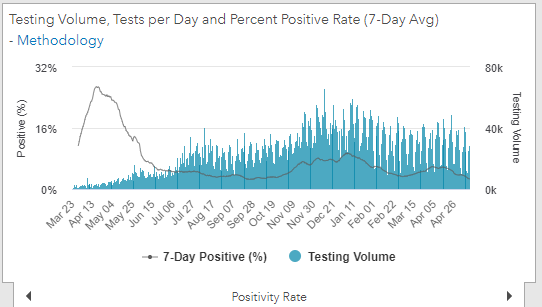 Testing Volume, Tests per Day and Percent Positive Rate (7-Day Avg)
- Methodology
32%
80k
16%
40k
0%
0k
Positive (%)
Testing Volume
Mar 23
Apr 13
May 04
May 25
Jun 15
Jul 06
Jul 27
Aug 17
Sep 07
Sep 28
Oct 19
Nov 09
Nov 30
Dec 21
Jan 11
Feb 01
Feb 22
Mar 15
Apr 05
Apr 26
7-Day Positive (%)
Testing Volume
Positivity Rate